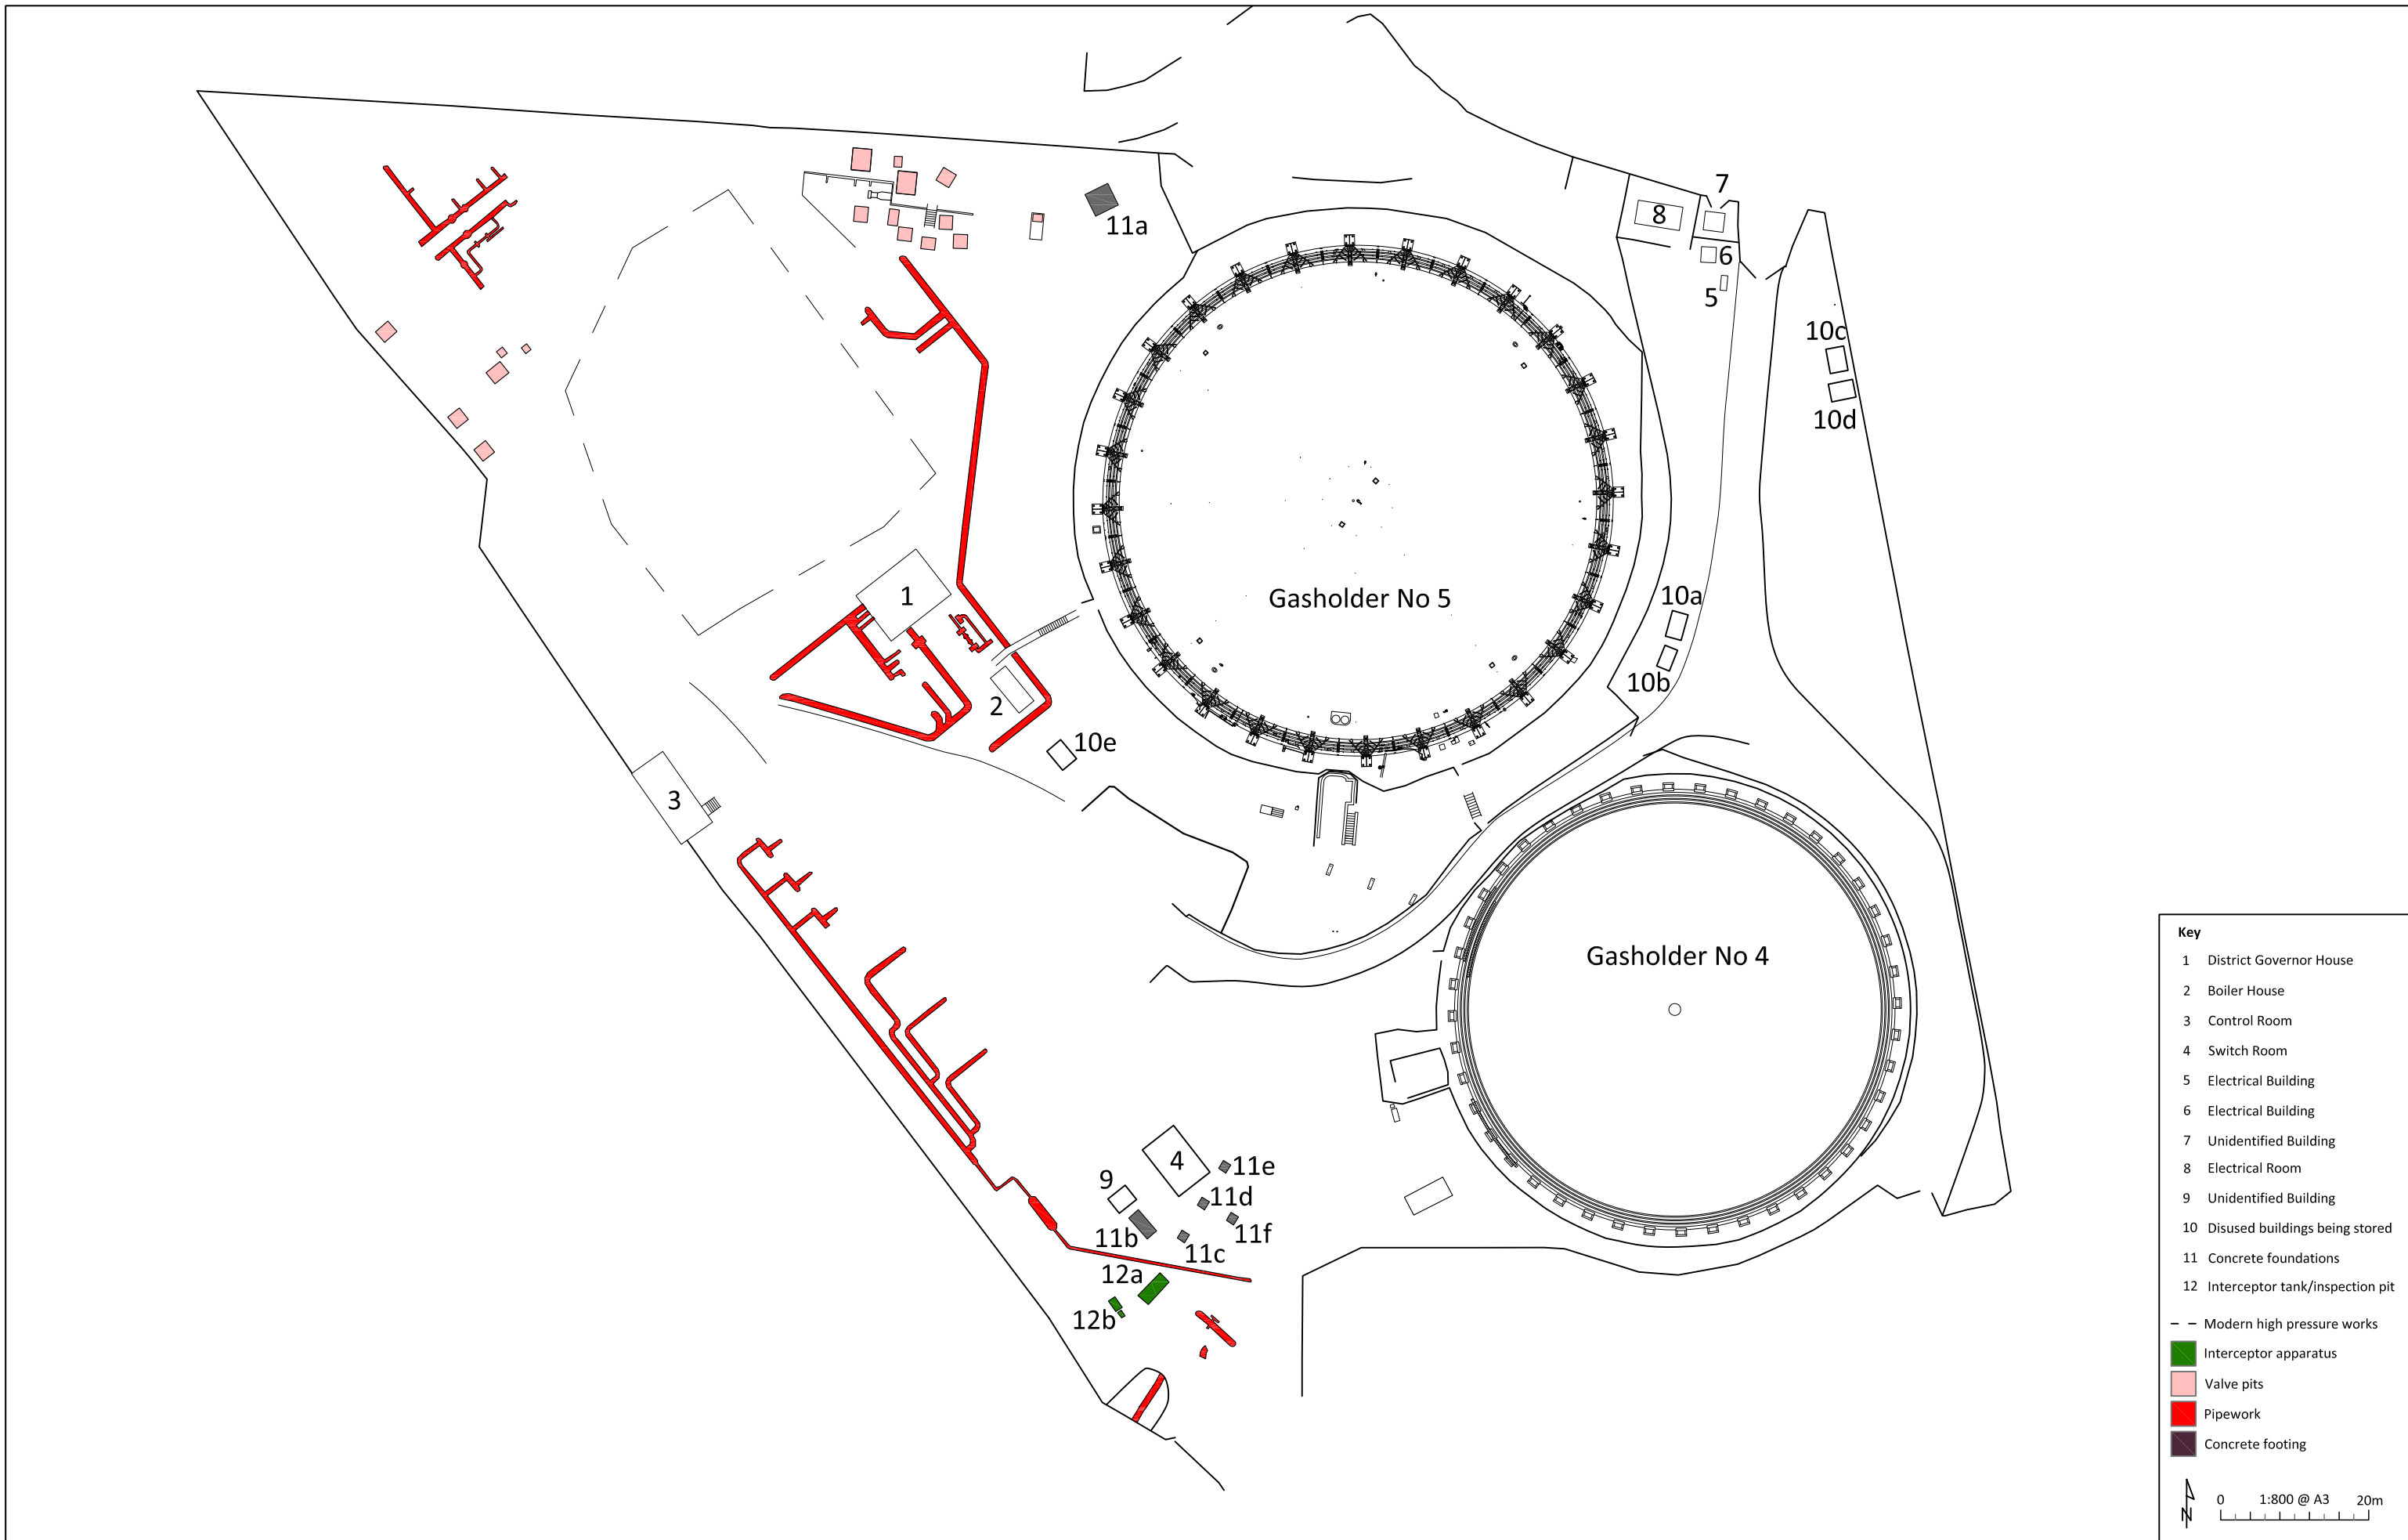 7
8
11a
6
5
10c
10d
Gasholder No 5
1
10a
10b
2
10e
3
Gasholder No 4
4
11e
9
11d
11b
11f
11c
12a
12b
Key
1 District Governor House
2 Boiler House
3 Control Room
4 Switch Room
5 Electrical Building
6 Electrical Building
7 Unidentified Building
8 Electrical Room
9 Unidentified Building
10 Disused buildings being stored
11 Concrete foundations
12 Interceptor tank/inspection pit
Modern high pressure works
Interceptor apparatus
Valve pits
Pipework
Concrete footing
N
0 1:800 @ A3 20m